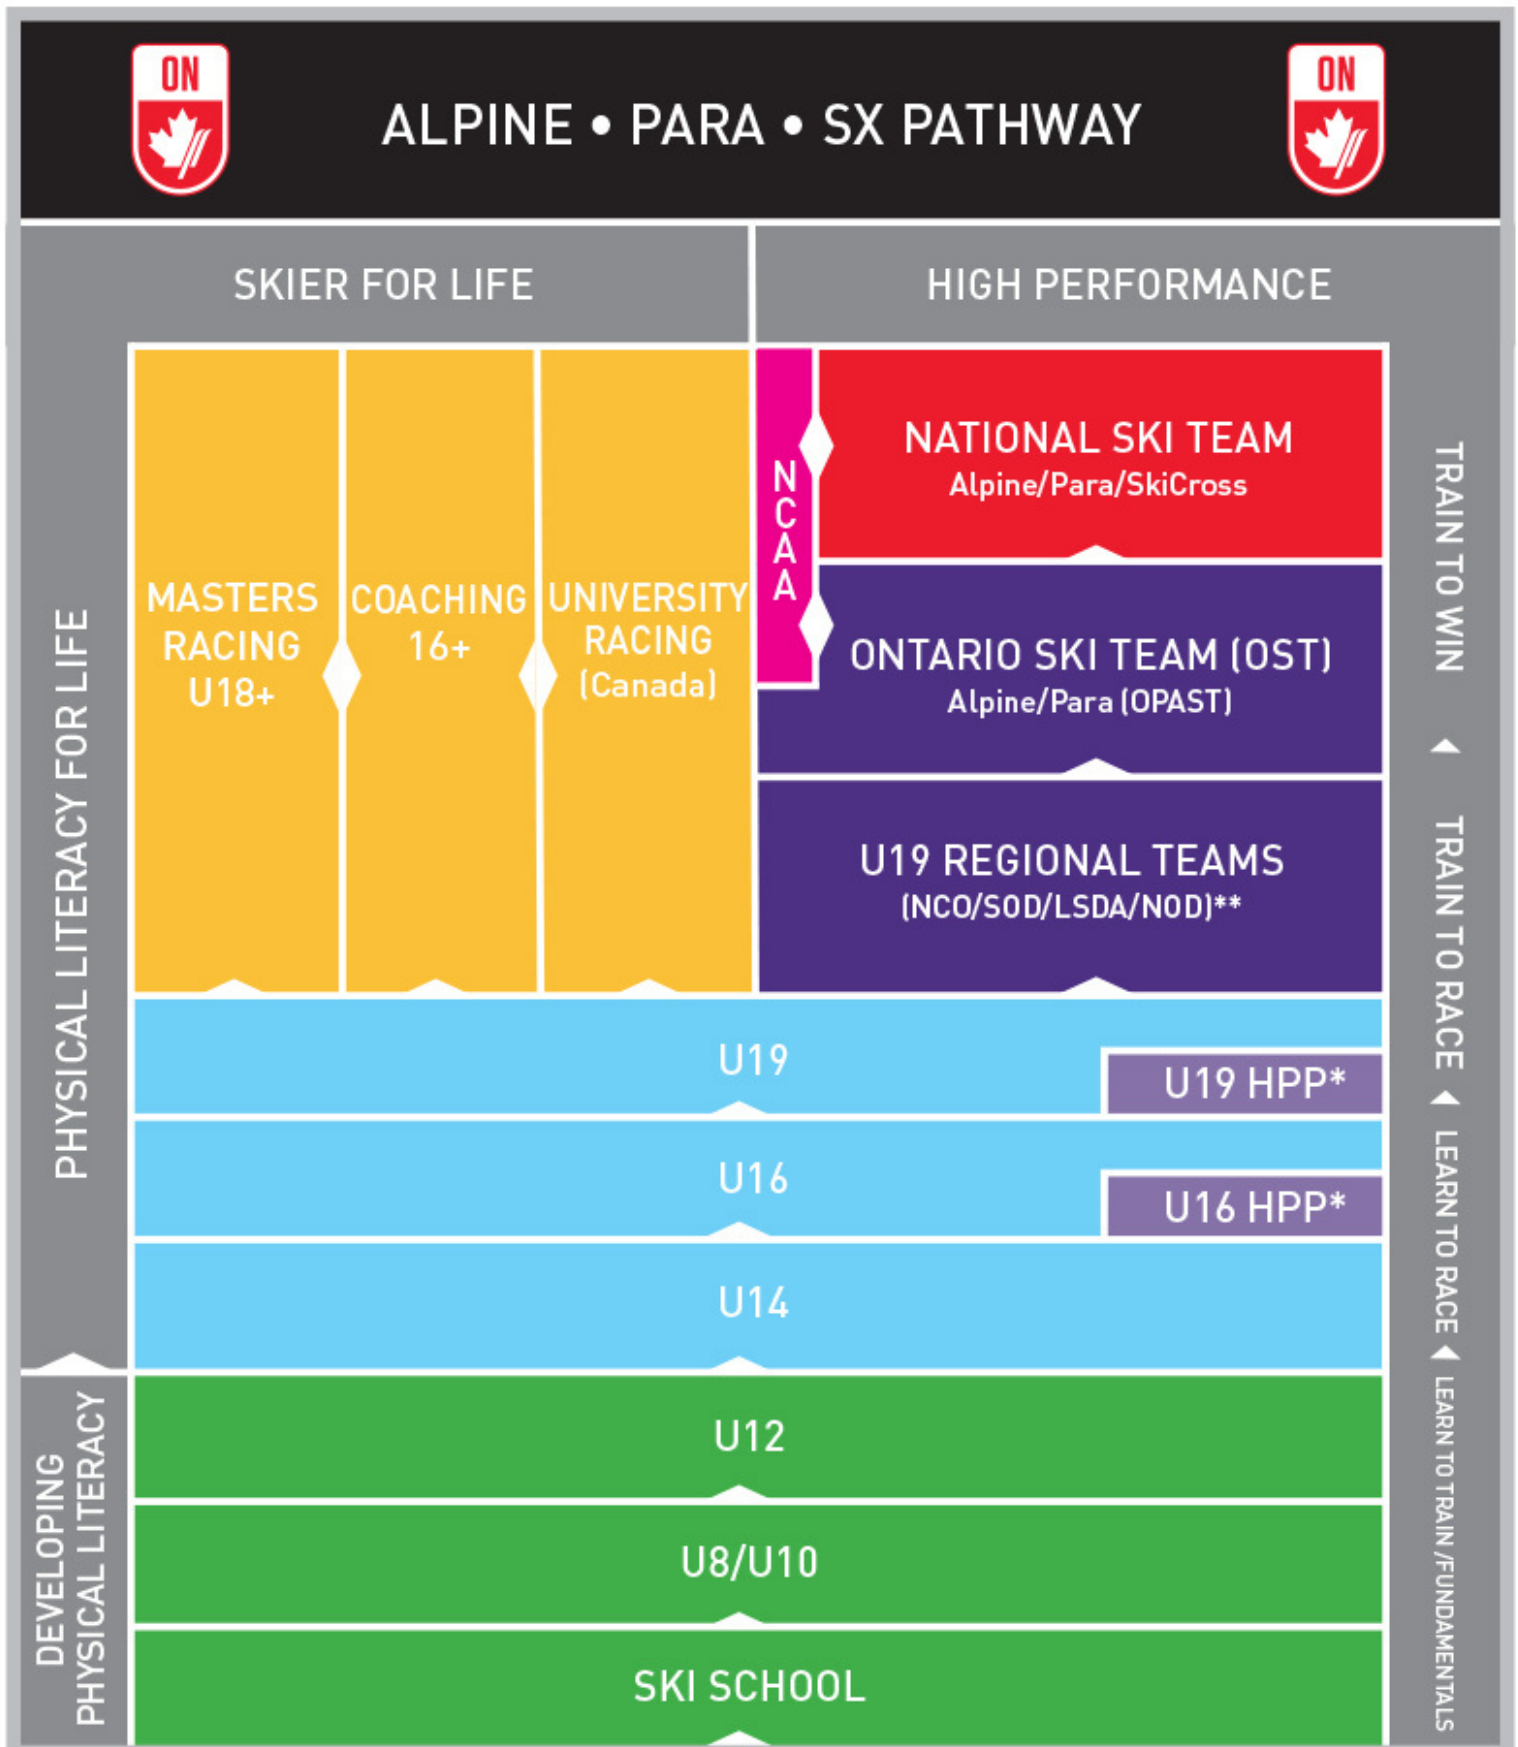 ON
ALPINE • PARA • SX PATHWAY
ON
SKIER FOR LIFE
HIGH PERFORMANCE
MASTERS
RACING
U18+
COACHING
16+
UNIVERSITY
RACING
(Canada)
NCAA
NATIONAL SKI TEAM
Alpine/Para/SkiCross
ONTARIO SKI TEAM (OST)
Alpine/Para (OPAST)
U19 REGIONAL TEAMS
(NCO/SOD/LSDA/NOD)**
U19
U19 HPP*
U16
U16 HPP*
U14
U12
U8/U10
SKI SCHOOL
PHYSICAL LITERACY FOR LIFE
DEVELOPING
PHYSICAL LITERACY
TRAIN TO WIN
TRAIN TO RACE
LEARN TO RACE
LEARN TO TRAIN /FUNDAMENTALS